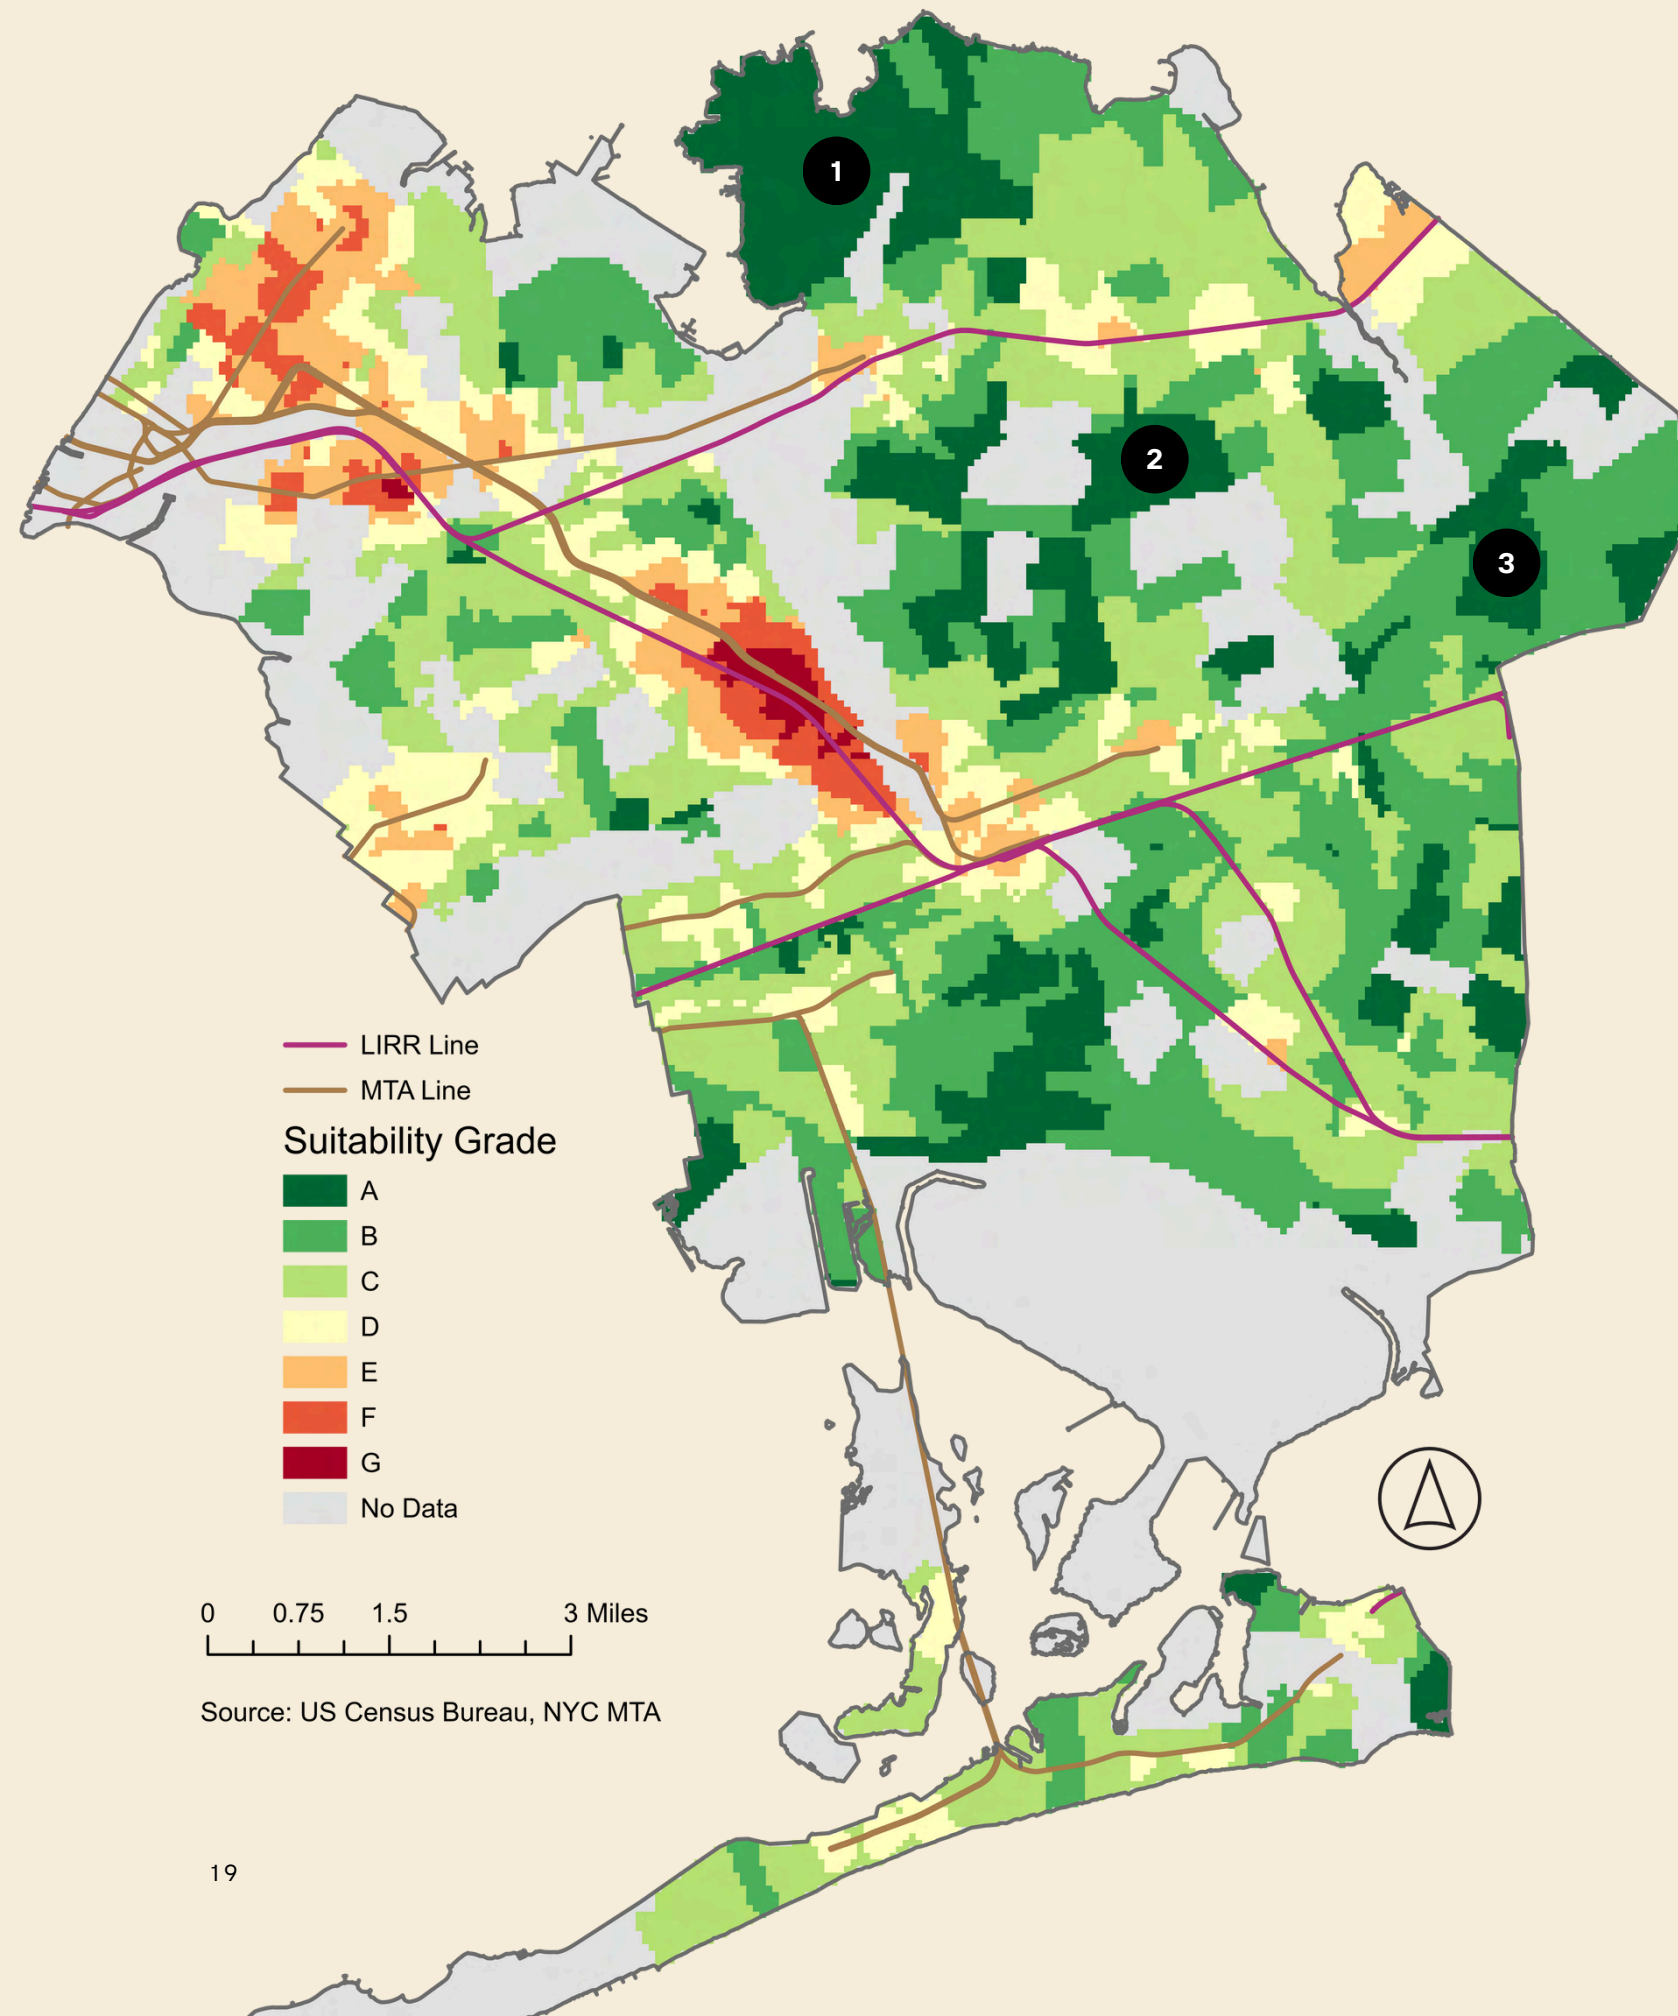 1
2
3
LIRR Line
MTA Line
Suitability Grade
A
B
C
D
E
F
G
No Data
0 0.75 1.5 3 Miles
Source: US Census Bureau, NYC MTA
19